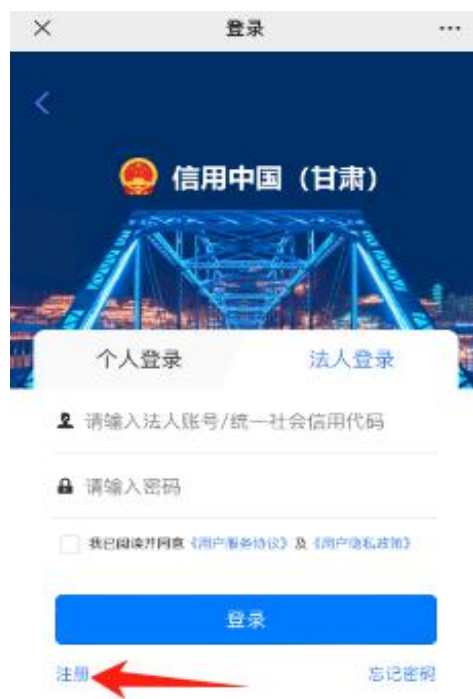 登录
信用中国（甘肃）
个人登录 法人登录
请输入法人账号/统一社会信用代码
请输入密码
我已阅读并同意《用户服务协议》及《用户隐私政策》
登录
注册 忘记密码